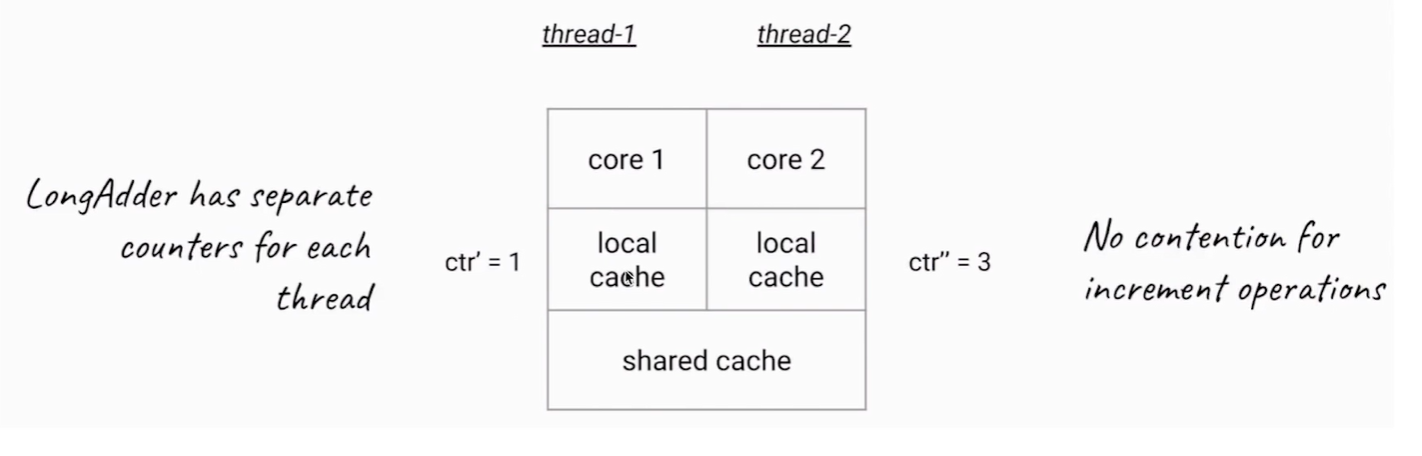 thread-1 thread-2
core 1 core 2
LongAdder has separate
counters for each
thread
ctr' = 1
local
cache
local
cache
ctr'' = 3
No contention for
increment operations
shared cache